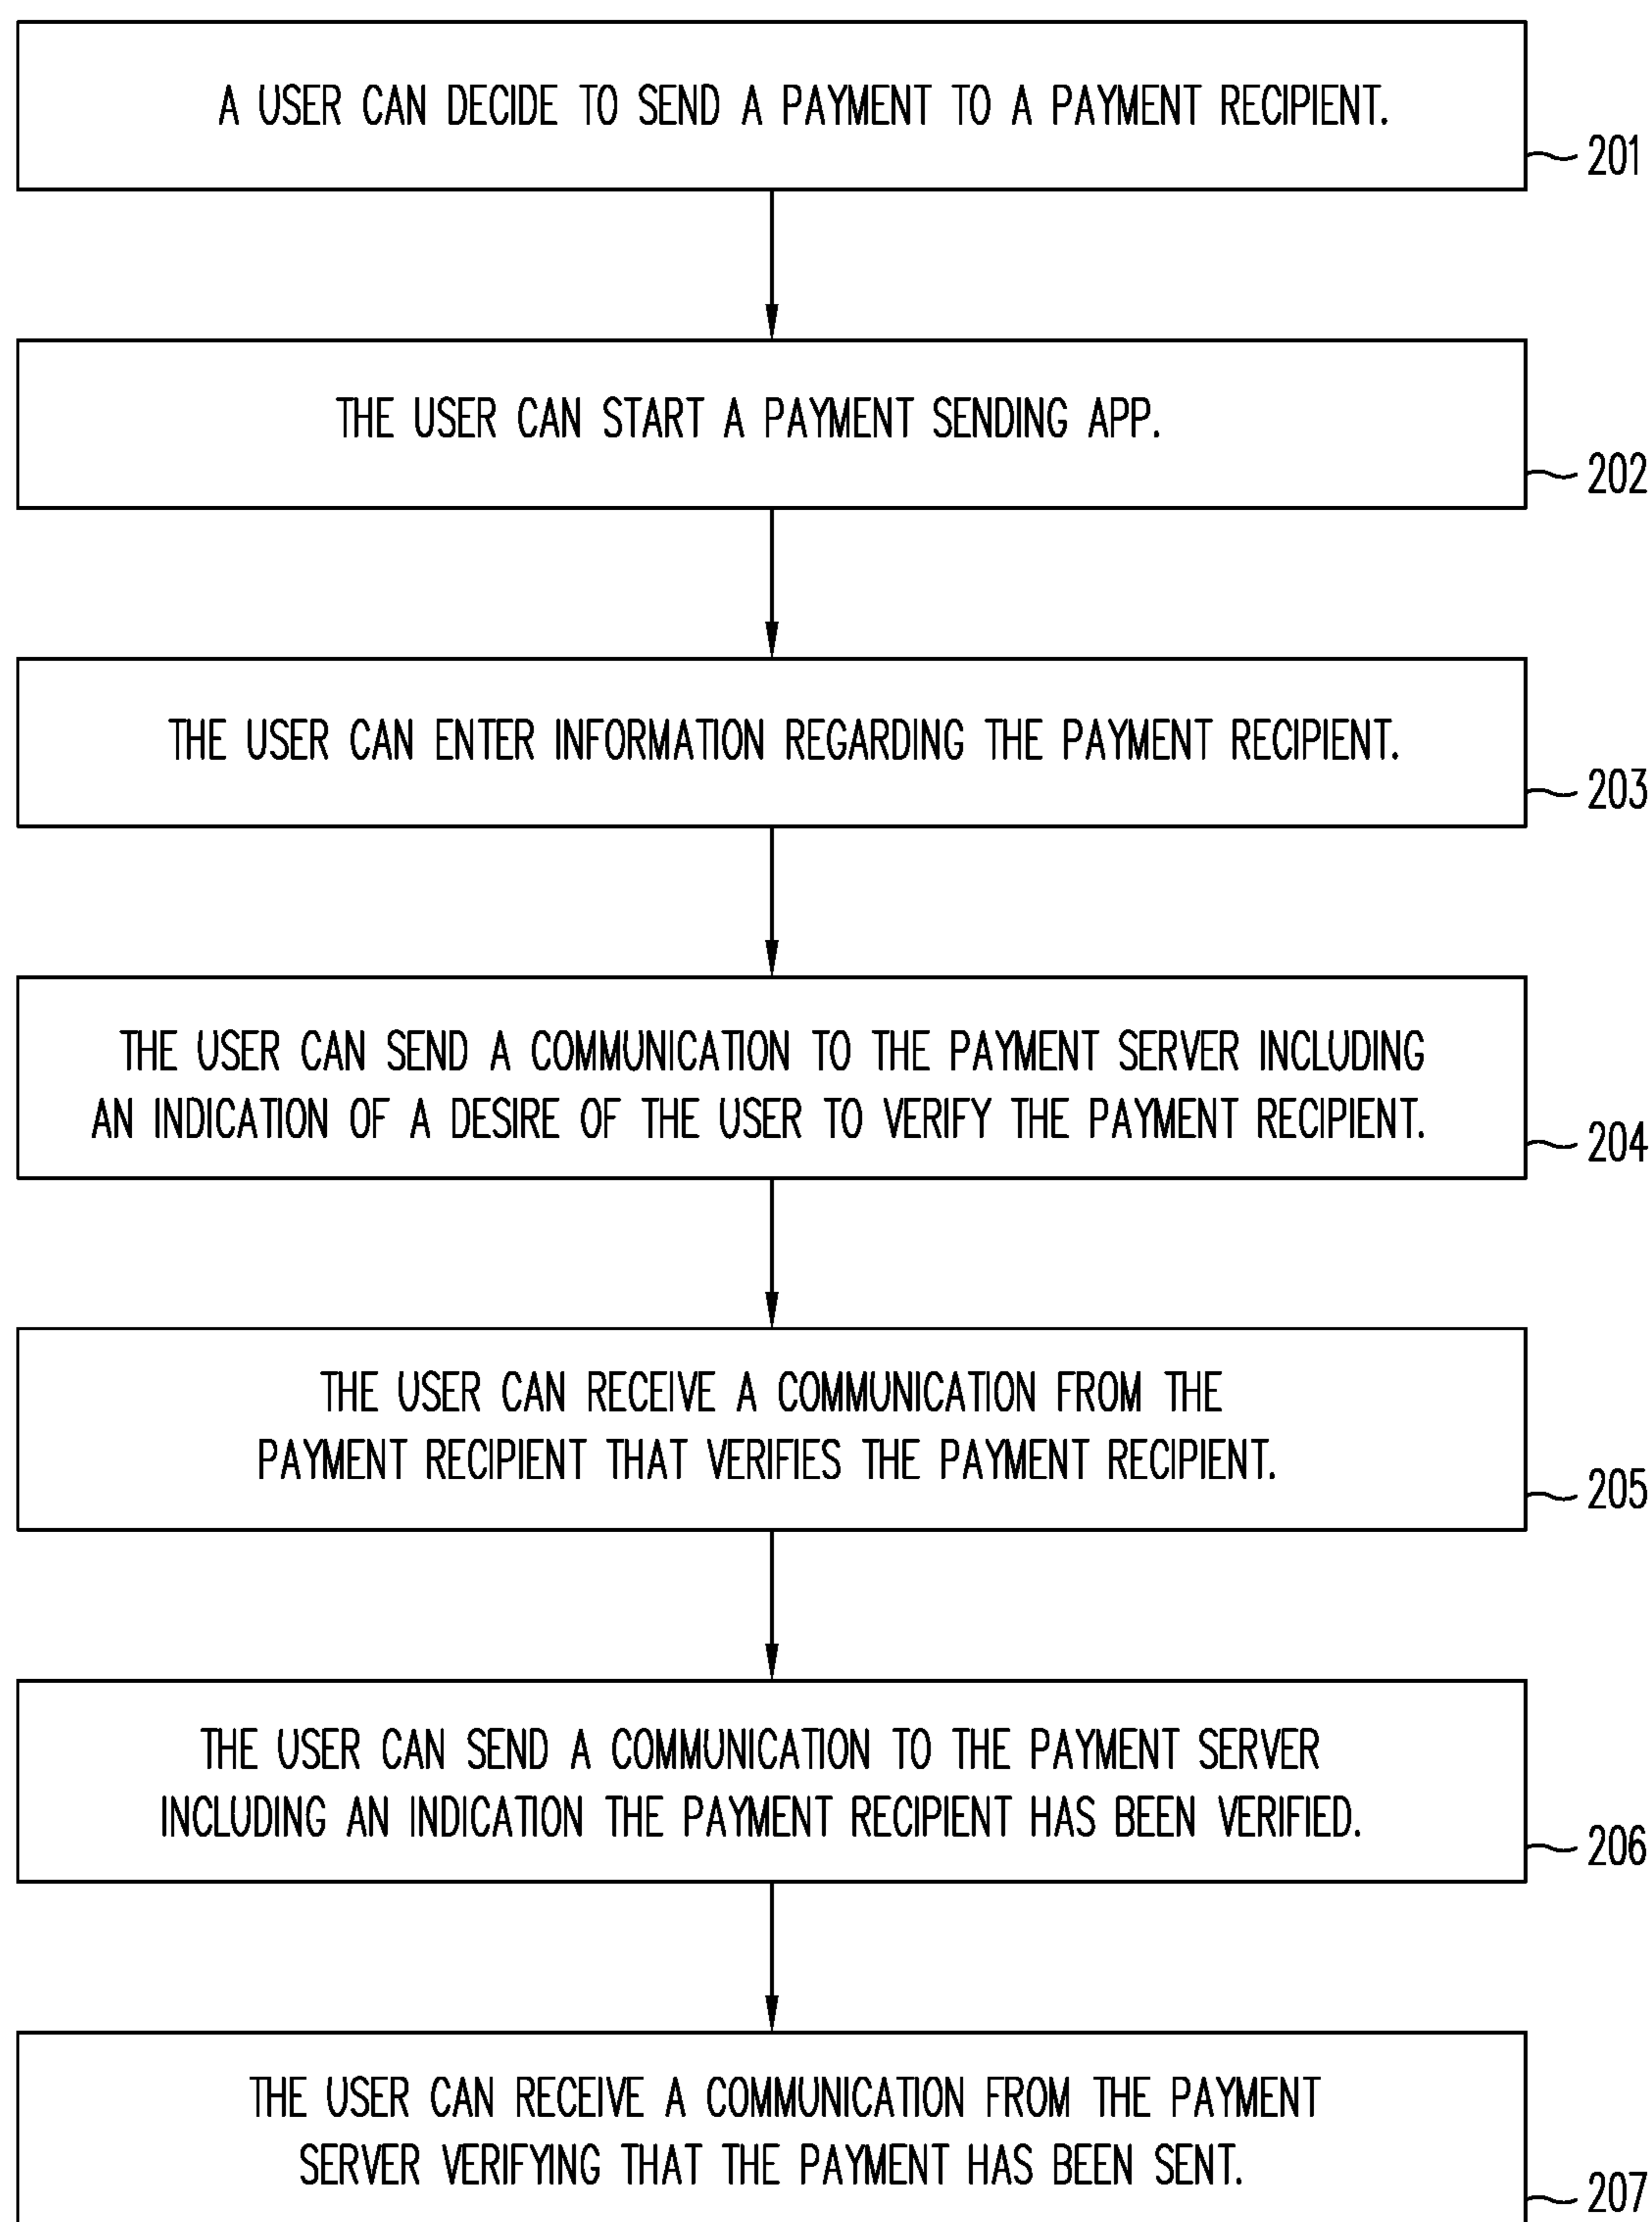 A USER CAN DECIDE TO SEND A PAYMENT TO A PAYMENT RECIPIENT.
201
THE USER CAN START A PAYMENT SENDING APP.
202
THE USER CAN ENTER INFORMATION REGARDING THE PAYMENT RECIPIENT.
203
THE USER CAN SEND A COMMUNICATION TO THE PAYMENT SERVER INCLUDING
AN INDICATION OF A DESIRE OF THE USER TO VERIFY THE PAYMENT RECIPIENT.
204
THE USER CAN RECEIVE A COMMUNICATION FROM THE
PAYMENT RECIPIENT THAT VERIFIES THE PAYMENT RECIPIENT.
205
THE USER CAN SEND A COMMUNICATION TO THE PAYMENT SERVER
INCLUDING AN INDICATION THE PAYMENT RECIPIENT HAS BEEN VERIFIED.
206
THE USER CAN RECEIVE A COMMUNICATION FROM THE PAYMENT
SERVER VERIFYING THAT THE PAYMENT HAS BEEN SENT.
207